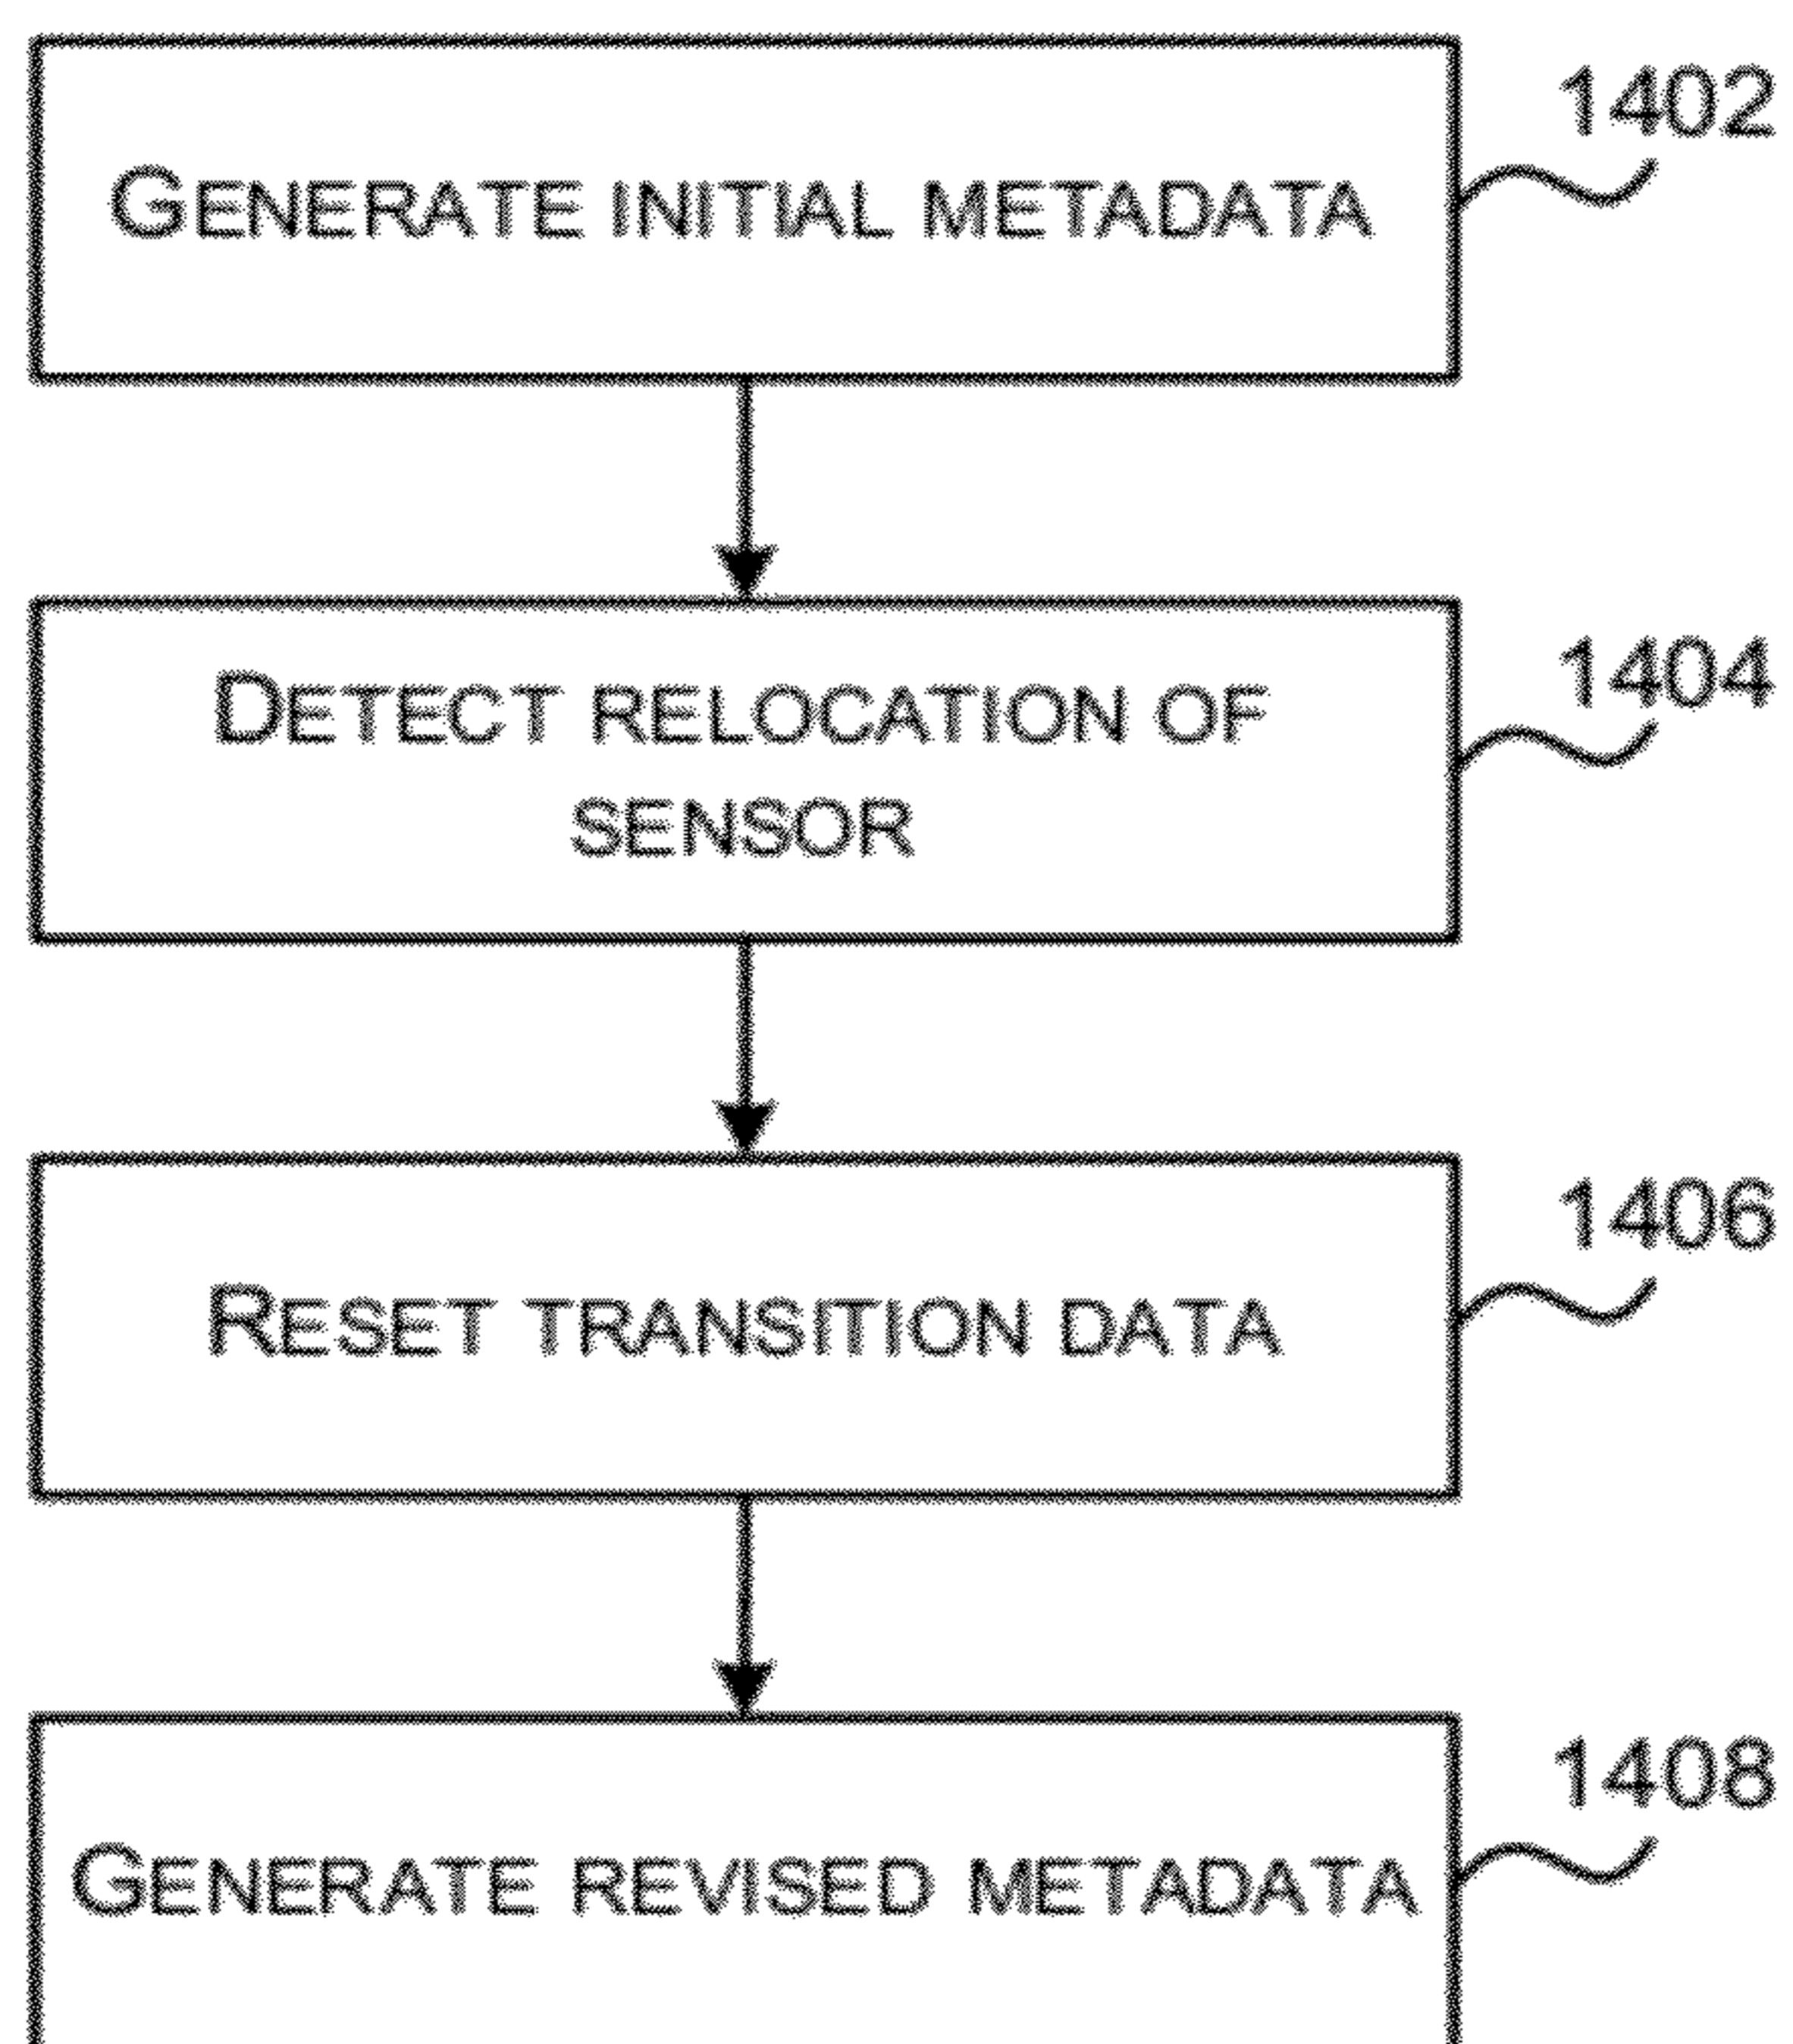 1402
GENERATE INITIAL METADATA
1404
DETECT RELOCATION OF
SENSOR
1406
RESET TRANSITION DATA
1408
GENERATE REVISED METADATA